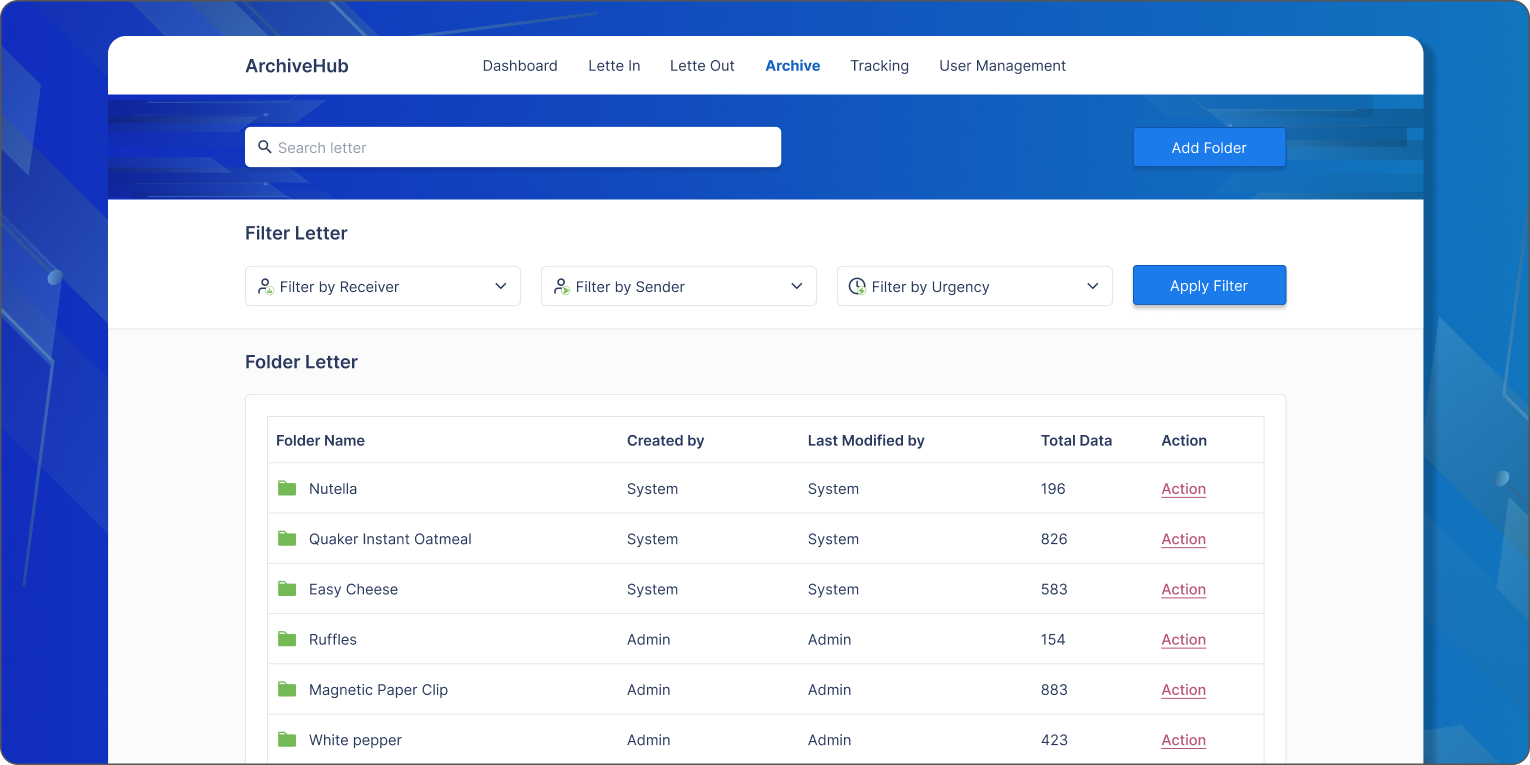 ArchiveHub Dashboard Lette In Lette Out Archive Tracking User Management
Search letter Add Folder
Filter Letter
Filter by Receiver Filter by Sender Filter by Urgency Apply Filter
Folder Letter
Folder Name Created by Last Modified by Total Data Action
Nutella System System 196 Action
Quaker Instant Oatmeal System System 826 Action
Easy Cheese System System 583 Action
Ruffles Admin Admin 154 Action
Magnetic Paper Clip Admin Admin 883 Action
White pepper Admin Admin 423 Action